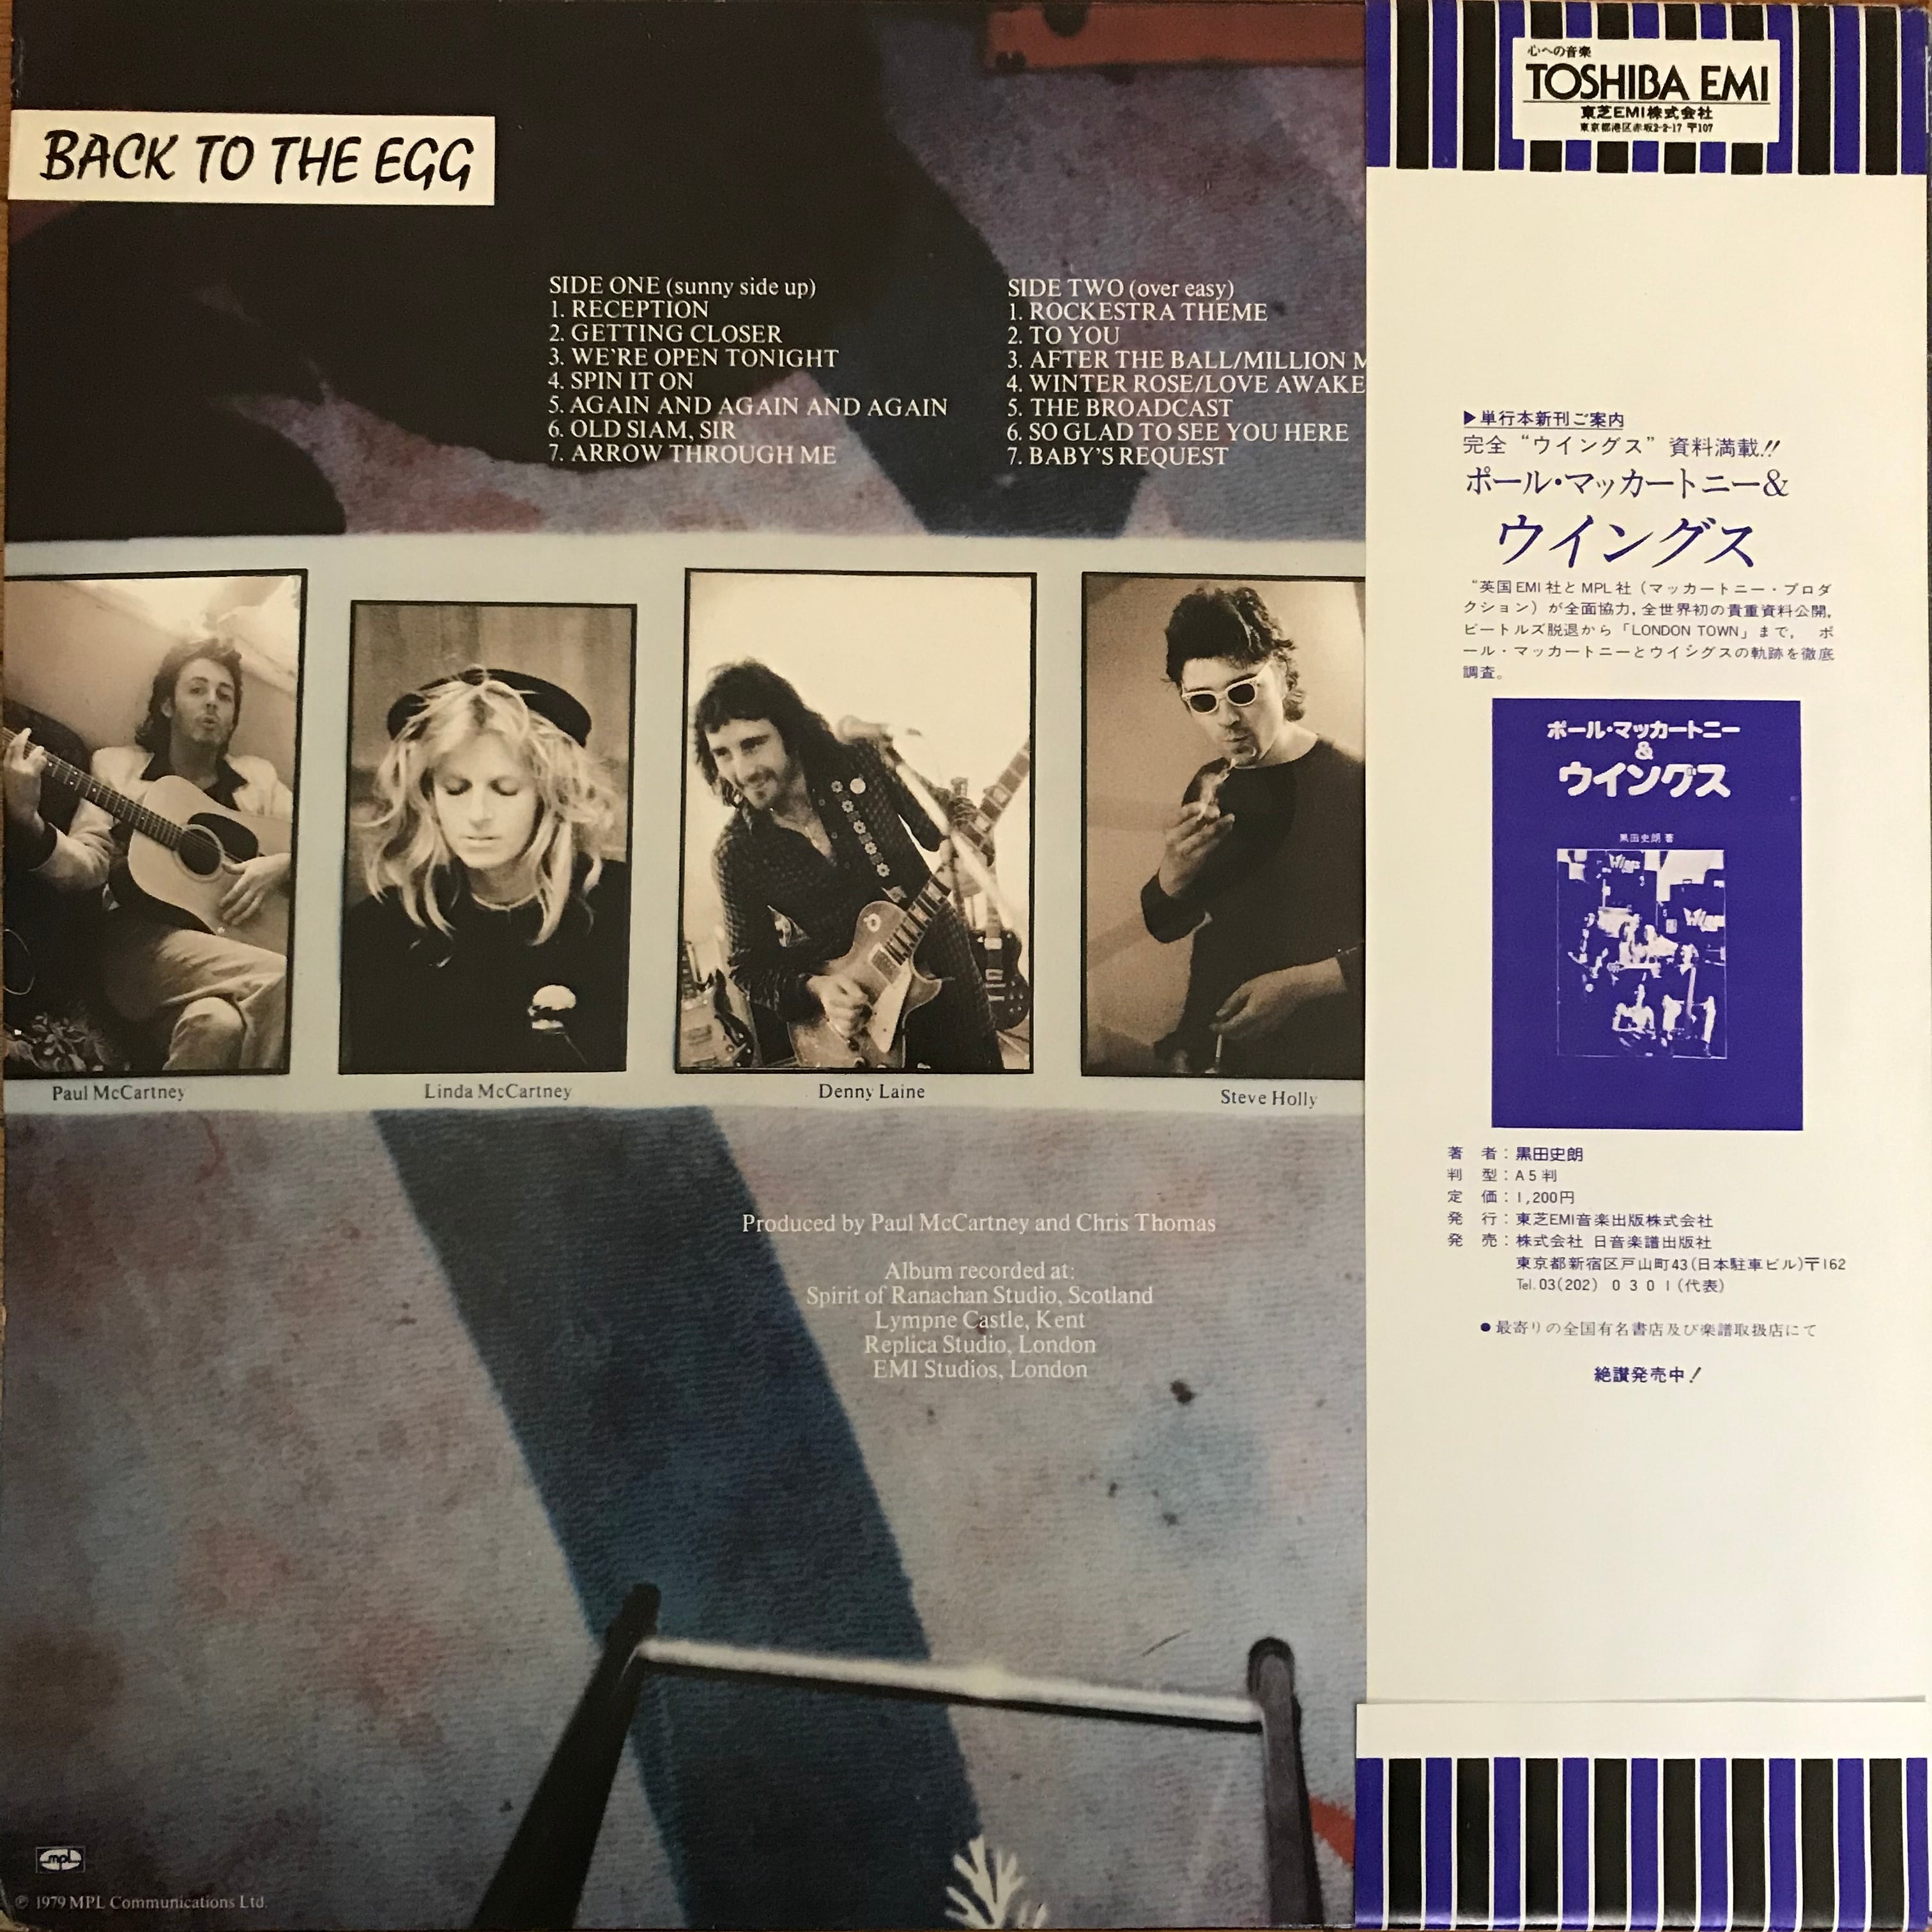 BACK TO THE EGG
SIDE ONE (sunny side up)
1. RECEPTION
2. GETTING CLOSER
3. WE'RE OPEN TONIGHT
4. SPIN IT ON
5. AGAIN AND AGAIN AND AGAIN
6. OLD SIAM, SIR
7. ARROW THROUGH ME
SIDE TWO (over easy)
1. ROCKESTRA THEME
2. TO YOU
3. AFTER THE BALL/MILLION M
4. WINTER ROSE/LOVE AWAKE
5. THE BROADCAST
6. SO GLAD TO SEE YOU HERE
7. BABY'S REQUEST
Paul McCartney
Linda McCartney
Denny Laine
Steve Holly
Produced by Paul McCartney and Chris Thomas
Album recorded at:
Spirit of Ranachan Studio, Scotland
Lympne Castle, Kent
Replica Studio, London
EMI Studios, London
mpl
℗ 1979 MPL Communications Ltd.
心への音楽
TOSHIBA EMI
東芝EMI株式会社
東京都港区赤坂2-2-17 〒107
▶単行本新刊ご案内
完全“ウイングス”資料満載!!
ポール・マッカートニー&
ウイングス
“英国EMI社とMPL社（マッカートニー・プロダ
クション）が全面協力,全世界初の貴重資料公開,
ビートルズ脱退から「LONDON TOWN」まで, ポ
ール・マッカートニーとウイングスの軌跡を徹底
調査。
ポール・マッカートニー
&
ウイングス
黒田史朗 著
Wings
Wings
著 者：黒田史朗
判 型：A5判
定 価：1,200円
発 行：東芝EMI音楽出版株式会社
発 売：株式会社 日音楽譜出版社
東京都新宿区戸山町43(日本駐車ビル)〒162
Tel. 03(202) 0301(代表)
●最寄りの全国有名書店及び楽譜取扱店にて
絶讃発売中！